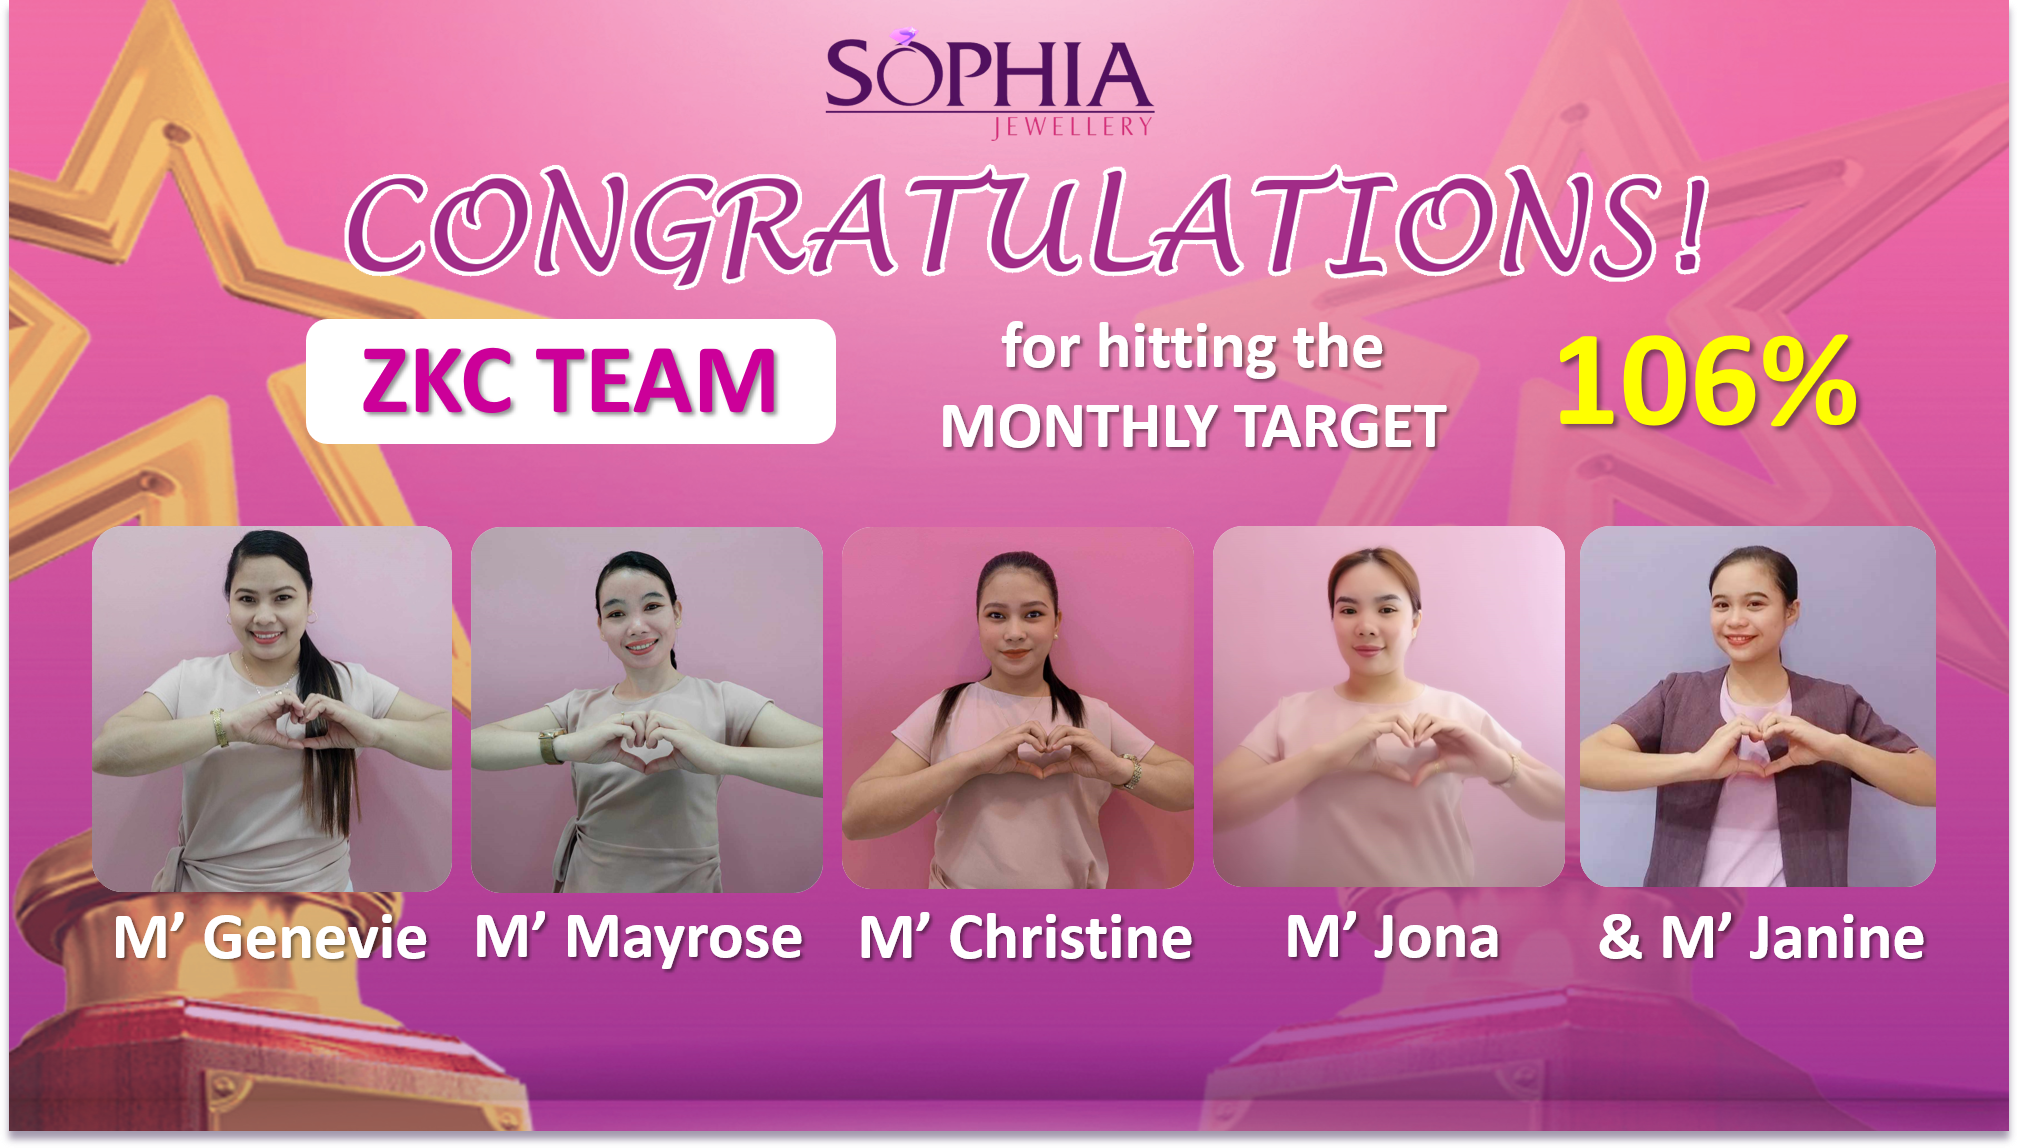 SOPHIA
JEWELLERY
CONGRATULATIONS!
ZKC TEAM
for hitting the
MONTHLY TARGET
106%
M’ Genevie
M’ Mayrose
M’ Christine
M’ Jona
& M’ Janine